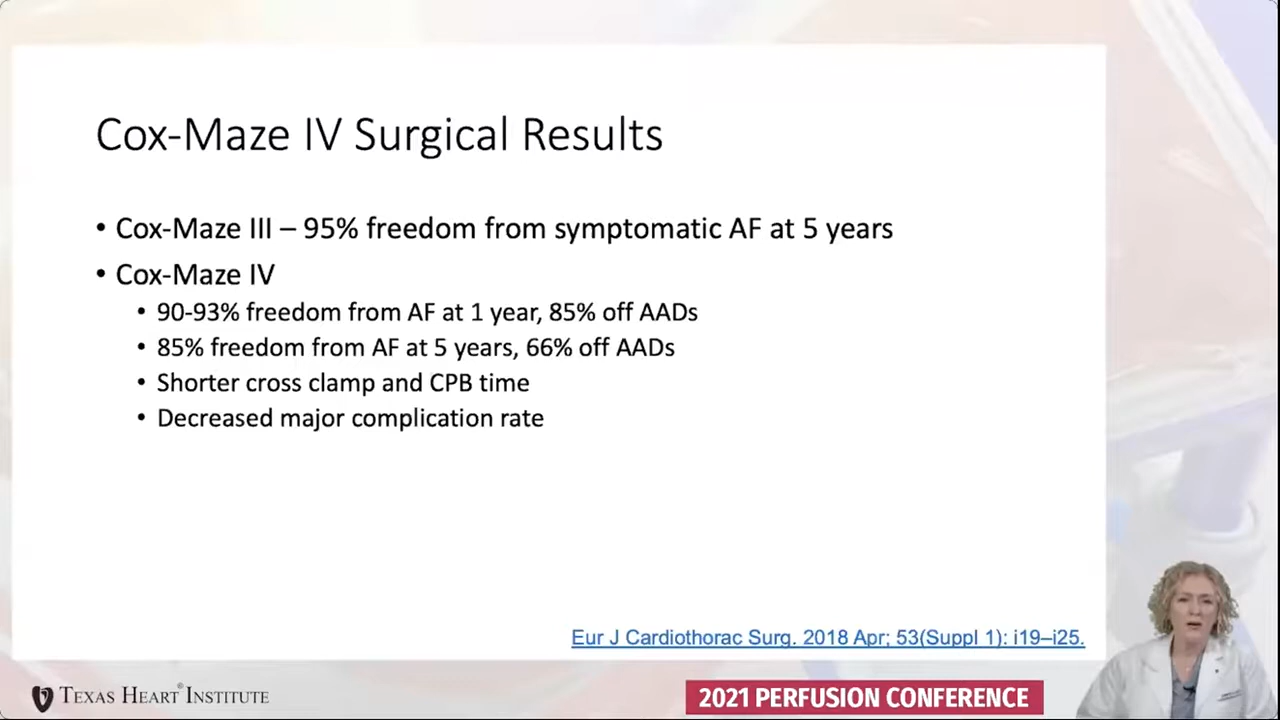 Cox-Maze IV Surgical Results
• Cox-Maze III – 95% freedom from symptomatic AF at 5 years
• Cox-Maze IV
• 90-93% freedom from AF at 1 year, 85% off AADs
• 85% freedom from AF at 5 years, 66% off AADs
• Shorter cross clamp and CPB time
• Decreased major complication rate
Eur J Cardiothorac Surg. 2018 Apr; 53(Suppl 1): i19–i25.
TEXAS HEART® INSTITUTE
2021 PERFUSION CONFERENCE